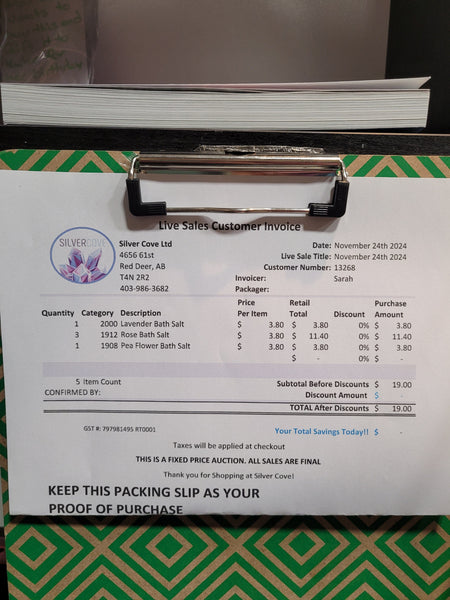 Live Sales Customer Invoice
SILVERCOVE
Silver Cove Ltd
4656 61st
Red Deer, AB
T4N 2R2
403-986-3682
Date: November 24th 2024
Live Sale Title: November 24th 2024
Customer Number: 13268
Invoicer: Sarah
Packager:
Quantity Category Description Price Per Item Retail Total Discount Purchase Amount
1 2000 Lavender Bath Salt $ 3.80 $ 3.80 0% $ 3.80
3 1912 Rose Bath Salt $ 3.80 $ 11.40 0% $ 11.40
1 1908 Pea Flower Bath Salt $ 3.80 $ 3.80 0% $ 3.80
$ - 0% $ -
5 Item Count
Subtotal Before Discounts $ 19.00
CONFIRMED BY:
Discount Amount $ -
TOTAL After Discounts $ 19.00
GST #: 797981495 RT0001
Your Total Savings Today!! $ -
Taxes will be applied at checkout
THIS IS A FIXED PRICE AUCTION. ALL SALES ARE FINAL
Thank you for Shopping at Silver Cove!
KEEP THIS PACKING SLIP AS YOUR
PROOF OF PURCHASE